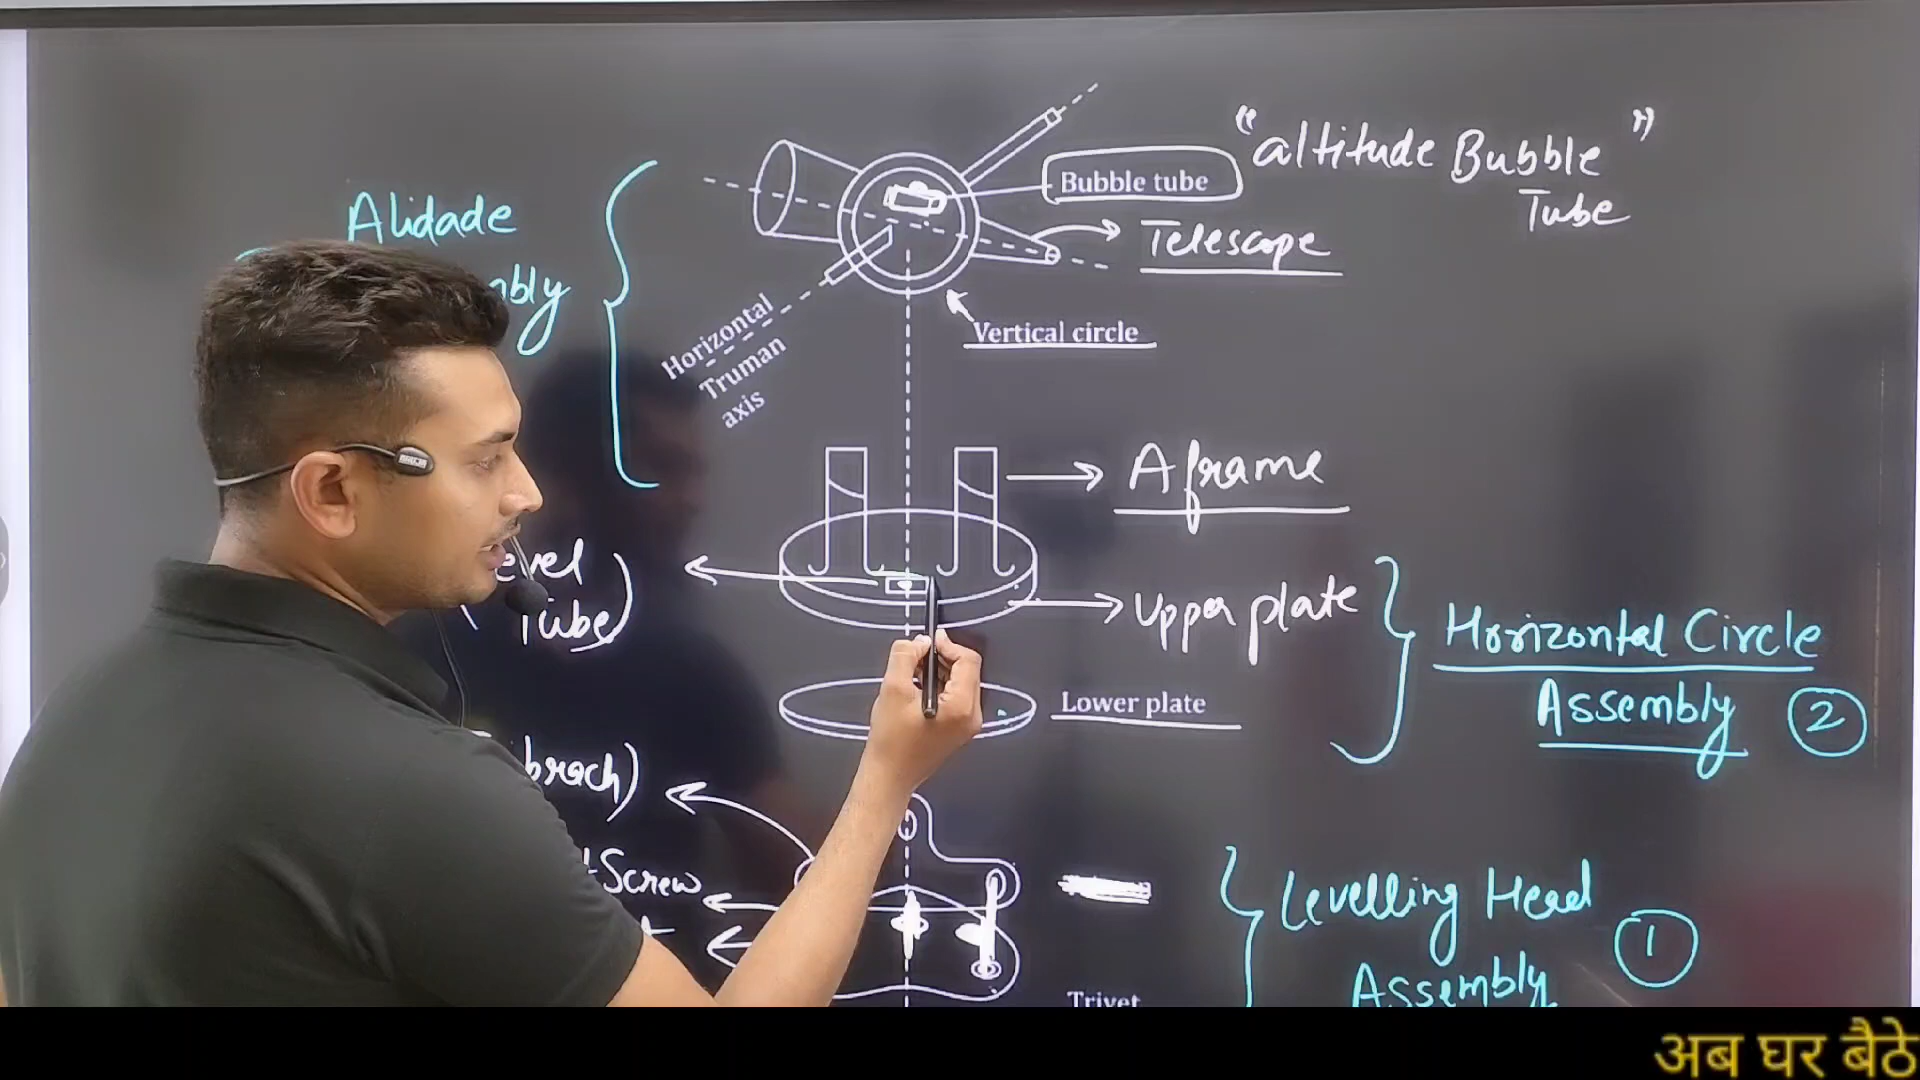 "altitude Bubble
Tube"
Bubble tube
Alidade
Telescope
Vertical circle
Horizontal
Truman
axis
A frame
Tube)
Upper plate
Horizontal Circle
Assembly 2
Lower plate
Screw
Levelling Head
Assembly 1
Trivet
अब घर बैठे